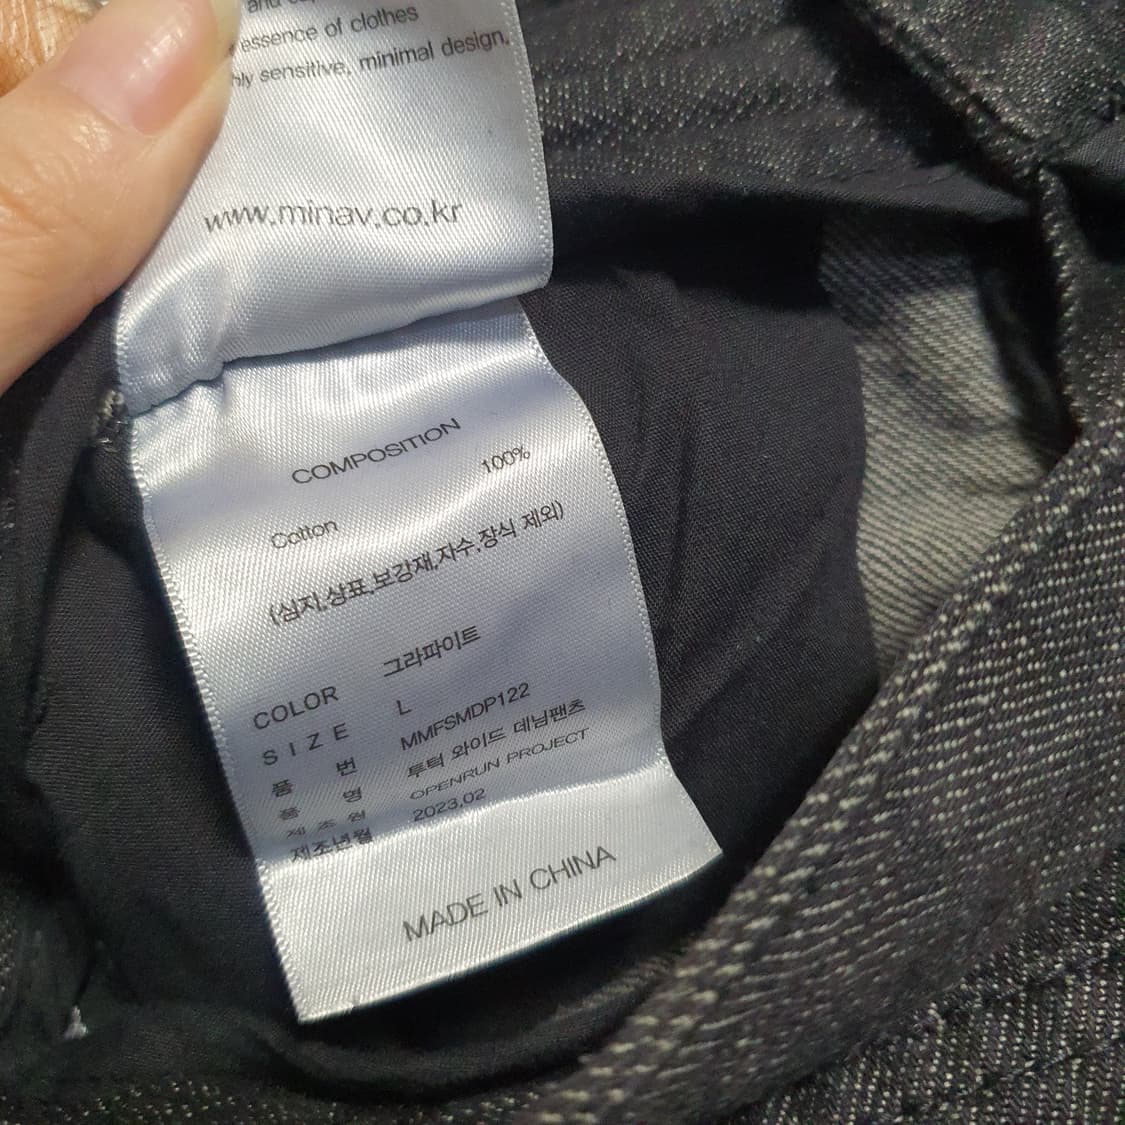 essence of clothes
sensitive, minimal design.
www.minav.co.kr
COMPOSITION
Cotton 100%
(심지,상표,보강재,자수,장식 제외)
COLOR 그라파이트
SIZE L
품 번 MMFSMDP122
품 명 투턱 와이드 데님팬츠
제 조 원 OPENRUN PROJECT
제조년월 2023.02
MADE IN CHINA